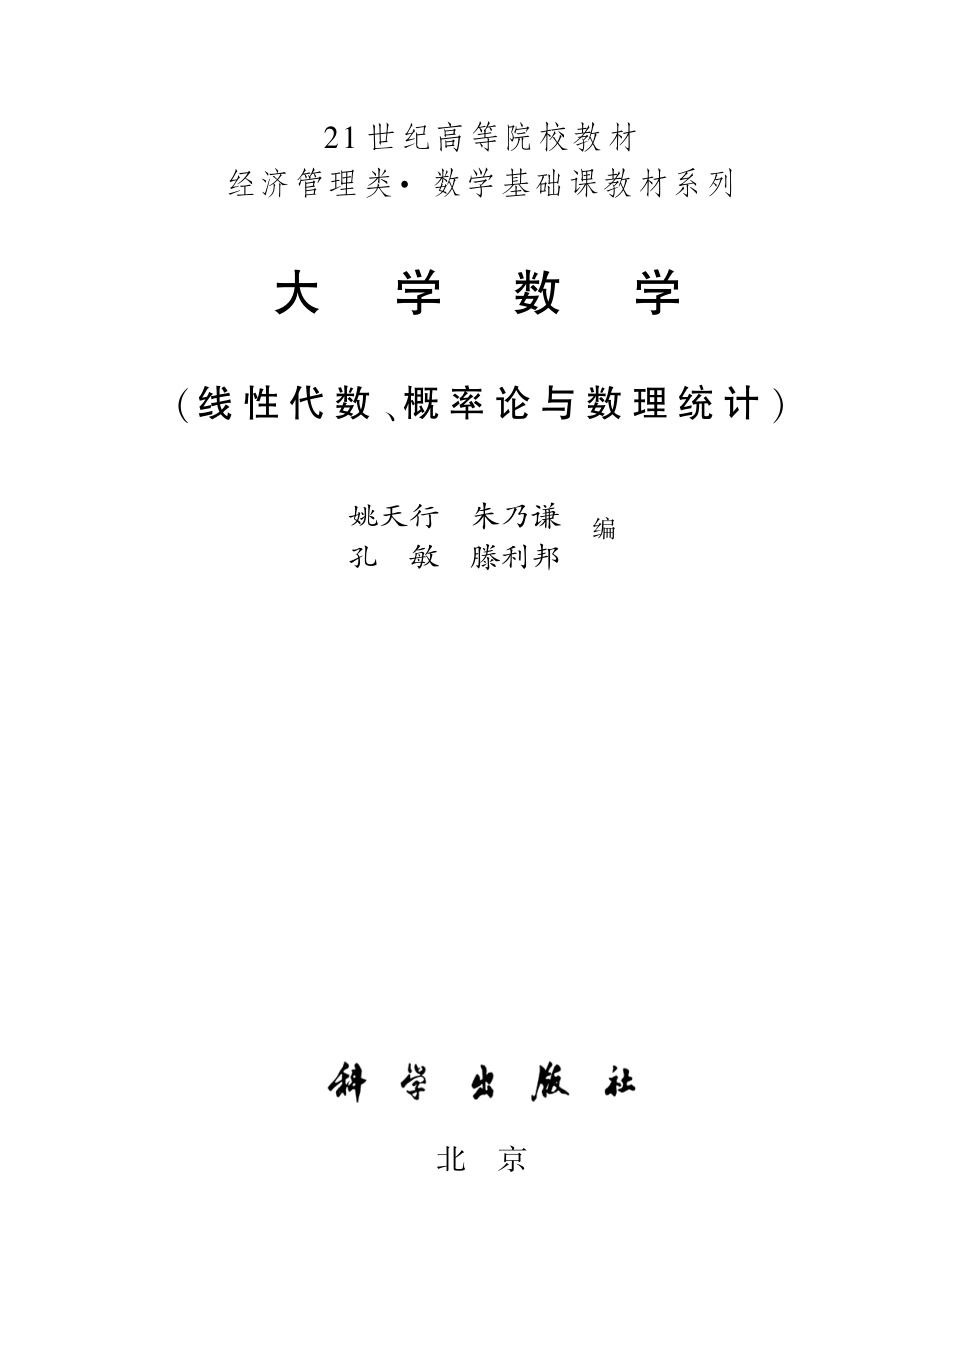 21世纪高等院校教材
经济管理类•数学基础课教材系列
大 学 数 学
(线性代数、概率论与数理统计)
姚天行 朱乃谦 编
孔 敏 滕利邦
科学出版社
北 京